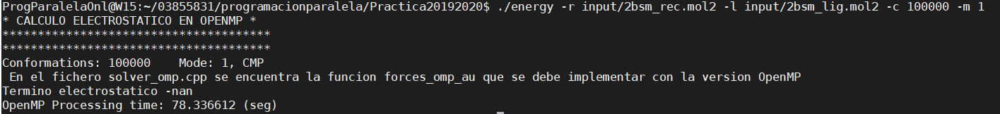 ProgParalelaOnl@W15:~/03855831/programacionparalela/Practica20192020$ ./energy -r input/2bsm_rec.mol2 -l input/2bsm_lig.mol2 -c 100000 -m 1
* CALCULO ELECTROSTATICO EN OPENMP *
**************************************
**************************************
Conformations: 100000    Mode: 1, CMP
 En el fichero solver_omp.cpp se encuentra la funcion forces_omp_au que se debe implementar con la version OpenMP
Termino electrostatico -nan
OpenMP Processing time: 78.336612 (seg)